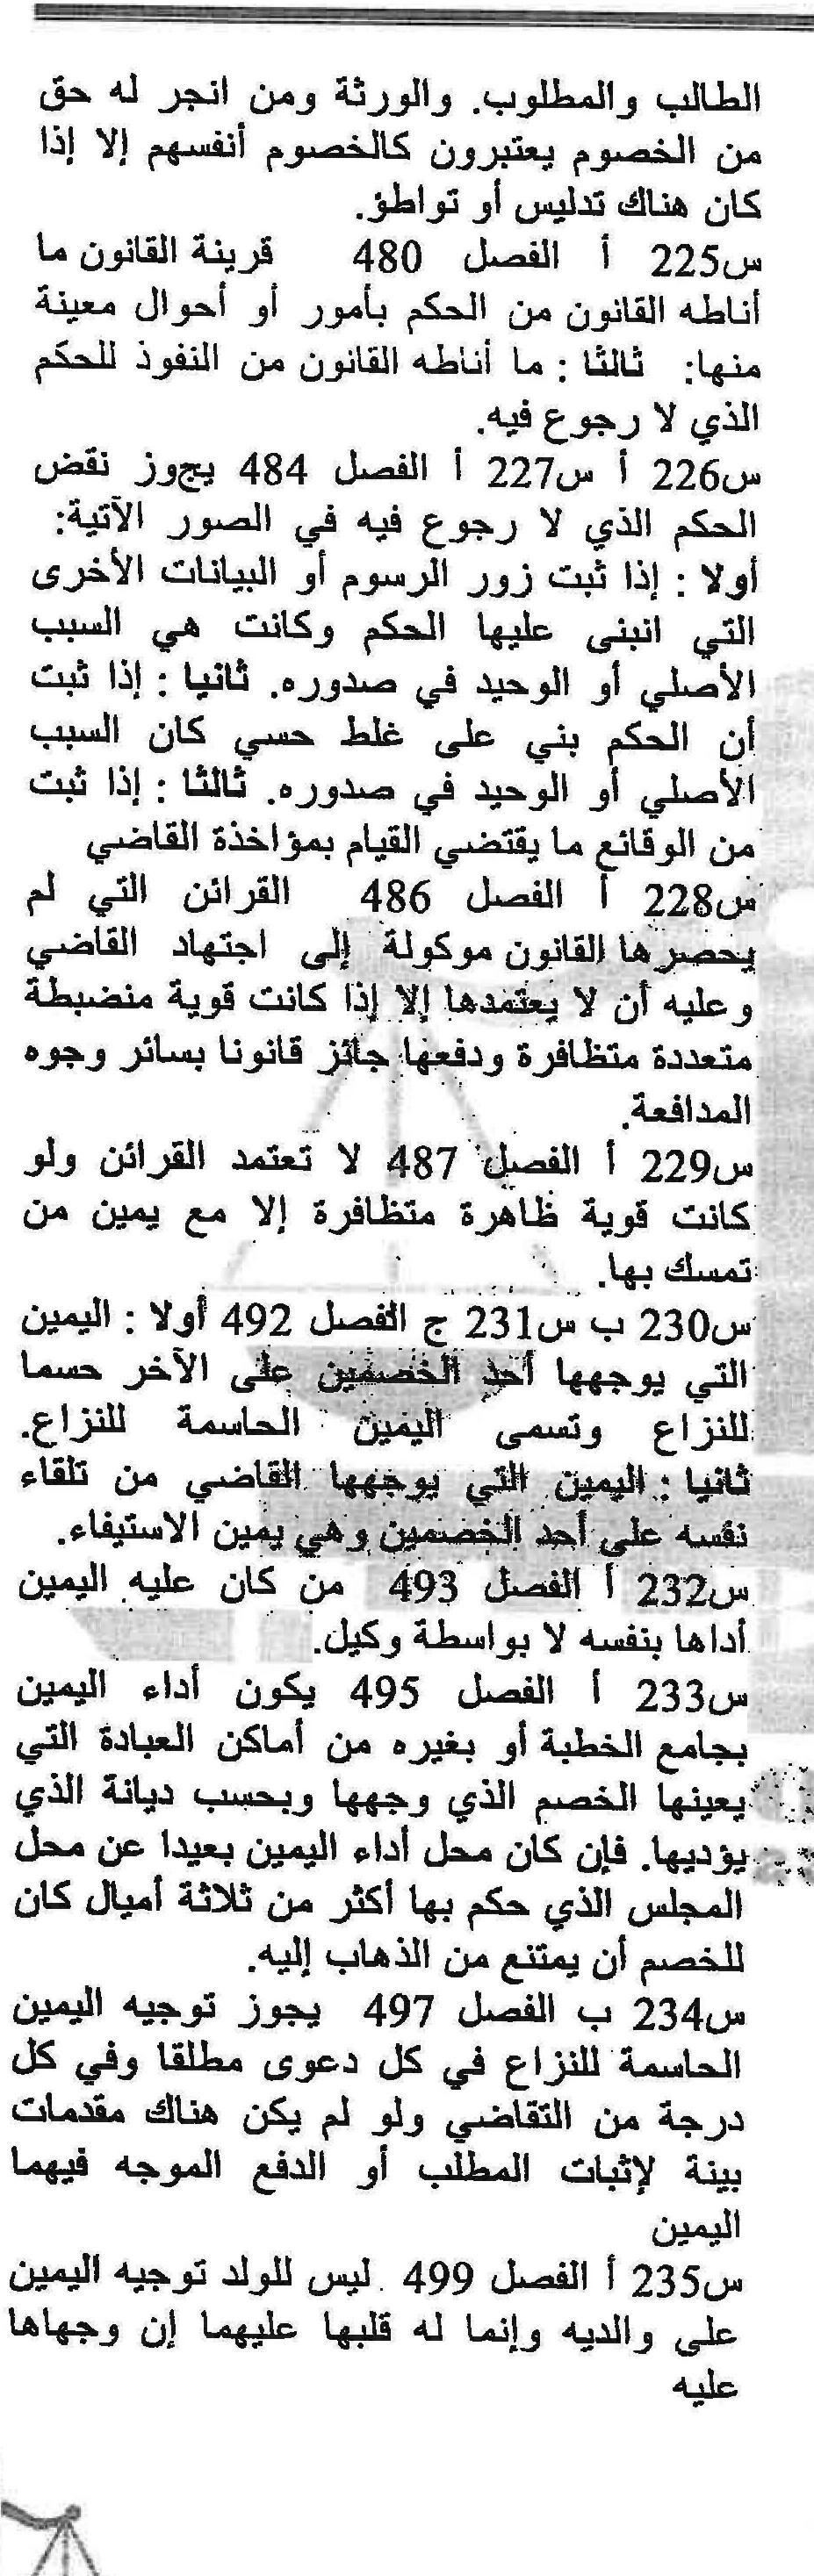 الطالب والمطلوب. والورثة ومن انجر له حق
من الخصوم يعتبرون كالخصوم أنفسهم إلا إذا
كان هناك تدليس أو تواطؤ.
س225 أ الفصل 480 قرينة القانون ما
أناطه القانون من الحكم بأمور أو أحوال معينة
منها: ثالثا : ما أناطه القانون من النفوذ للحكم
الذي لا رجوع فيه.
س226 أ س227 أ الفصل 484 يجوز نقض
الحكم الذي لا رجوع فيه في الصور الآتية:
أولا : إذا ثبت زور الرسوم أو البيانات الأخرى
التي انبنى عليها الحكم وكانت هي السبب
الأصلي أو الوحيد في صدوره. ثانيا : إذا ثبت
أن الحكم بني على غلط حسي كان السبب
الأصلي أو الوحيد في صدوره. ثالثا : إذا ثبت
من الوقائع ما يقتضي القيام بمؤاخذة القاضي
س228 أ الفصل 486 القرائن التي لم
يحصرها القانون موكولة إلى اجتهاد القاضي
وعليه أن لا يعتمدها إلا إذا كانت قوية منضبطة
متعددة متظافرة ودفعها جائز قانونا بسائر وجوه
المدافعة.
س229 أ الفصل 487 لا تعتمد القرائن ولو
كانت قوية ظاهرة متظافرة إلا مع يمين من
تمسك بها.
س230 ب س231 ج الفصل 492 أولا : اليمين
التي يوجهها أحد الخصمين على الآخر حسما
للنزاع وتسمى اليمين الحاسمة للنزاع.
ثانيا : اليمين التي يوجهها القاضي من تلقاء
نفسه على أحد الخصمين وهي يمين الاستيفاء.
س232 أ الفصل 493 من كان عليه اليمين
أداها بنفسه لا بواسطة وكيل.
س233 أ الفصل 495 يكون أداء اليمين
بجامع الخطبة أو بغيره من أماكن العبادة التي
يعينها الخصم الذي وجهها وبحسب ديانة الذي
يؤديها. فإن كان محل أداء اليمين بعيدا عن محل
المجلس الذي حكم بها أكثر من ثلاثة أميال كان
للخصم أن يمتنع من الذهاب إليه.
س234 ب الفصل 497 يجوز توجيه اليمين
الحاسمة للنزاع في كل دعوى مطلقا وفي كل
درجة من التقاضي ولو لم يكن هناك مقدمات
بينة لإثبات المطلب أو الدفع الموجه فيهما
اليمين
س235 أ الفصل 499 ليس للولد توجيه اليمين
على والديه وإنما له قلبها عليهما إن وجهاها
عليه